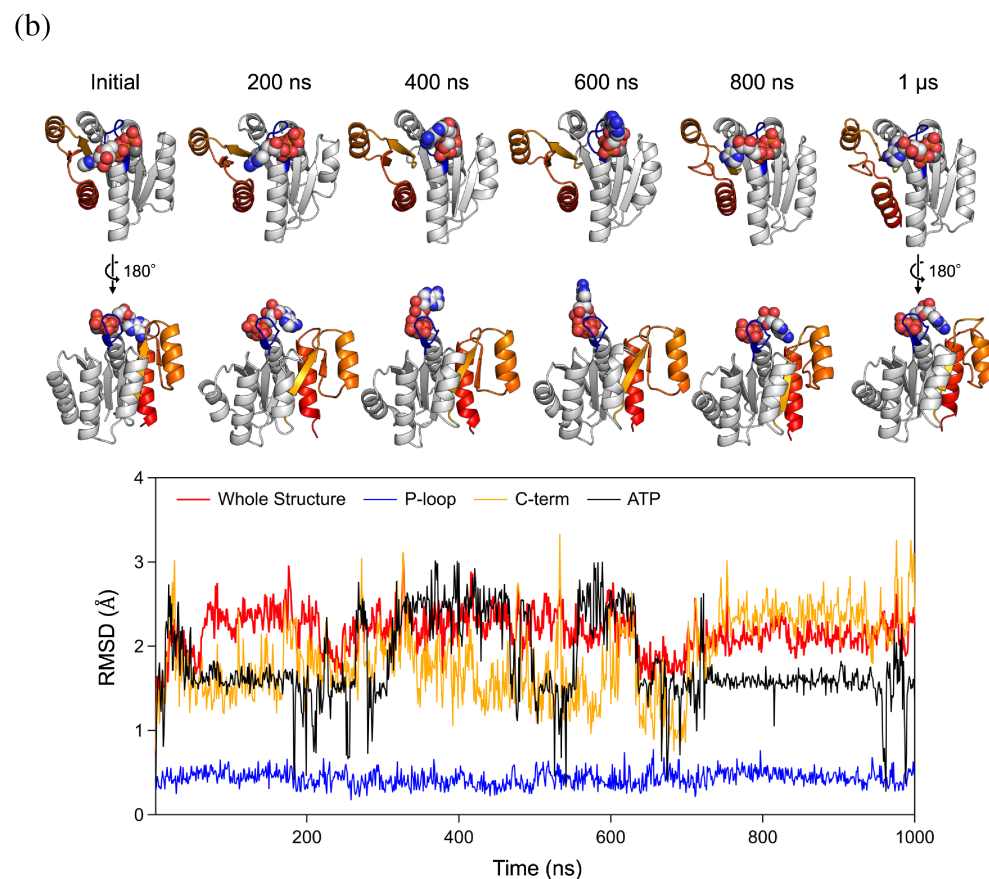 (b)
Initial 200 ns 400 ns 600 ns 800 ns 1 µs
180° 180°
Whole Structure P-loop C-term ATP
4
3
2
1
0
RMSD (Å)
200 400 600 800 1000
Time (ns)